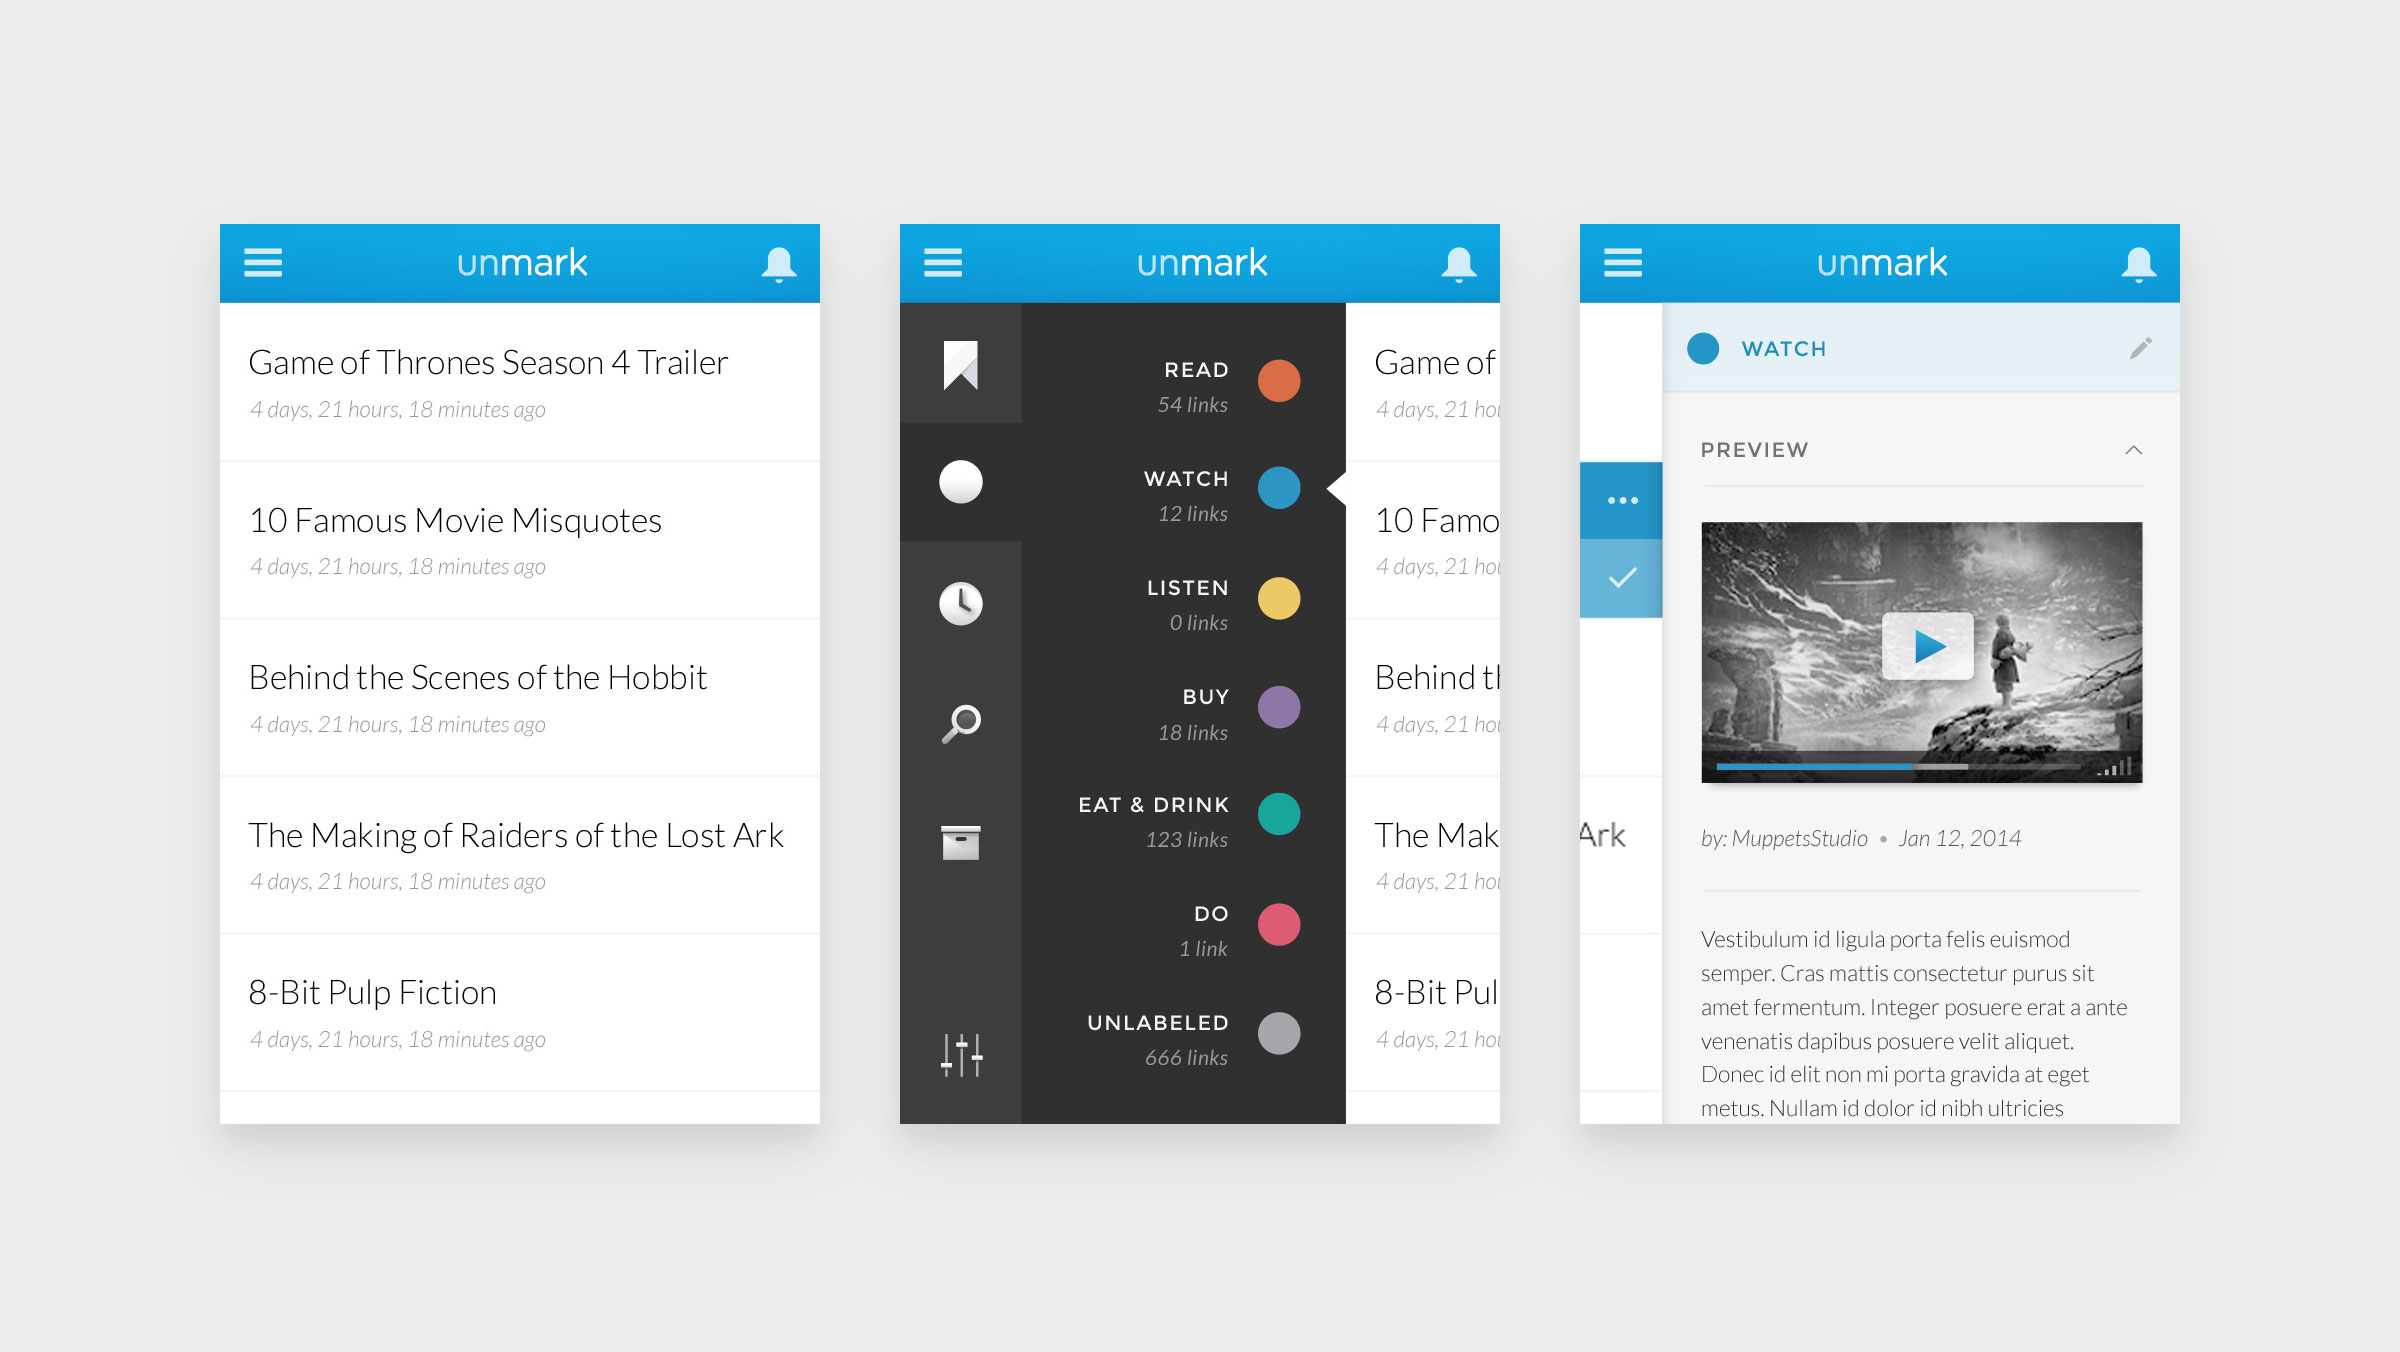 unmark
Game of Thrones Season 4 Trailer
4 days, 21 hours, 18 minutes ago
10 Famous Movie Misquotes
4 days, 21 hours, 18 minutes ago
Behind the Scenes of the Hobbit
4 days, 21 hours, 18 minutes ago
The Making of Raiders of the Lost Ark
4 days, 21 hours, 18 minutes ago
8-Bit Pulp Fiction
4 days, 21 hours, 18 minutes ago
unmark
READ
54 links
WATCH
12 links
LISTEN
0 links
BUY
18 links
EAT & DRINK
123 links
DO
1 link
UNLABELED
666 links
Game of
4 days, 21 hou
10 Famo
4 days, 21 hou
Behind th
4 days, 21 hou
The Mak
4 days, 21 hou
8-Bit Pul
4 days, 21 hou
unmark
Ark
WATCH
PREVIEW
by: MuppetsStudio • Jan 12, 2014
Vestibulum id ligula porta felis euismod
semper. Cras mattis consectetur purus sit
amet fermentum. Integer posuere erat a ante
venenatis dapibus posuere velit aliquet.
Donec id elit non mi porta gravida at eget
metus. Nullam id dolor id nibh ultricies